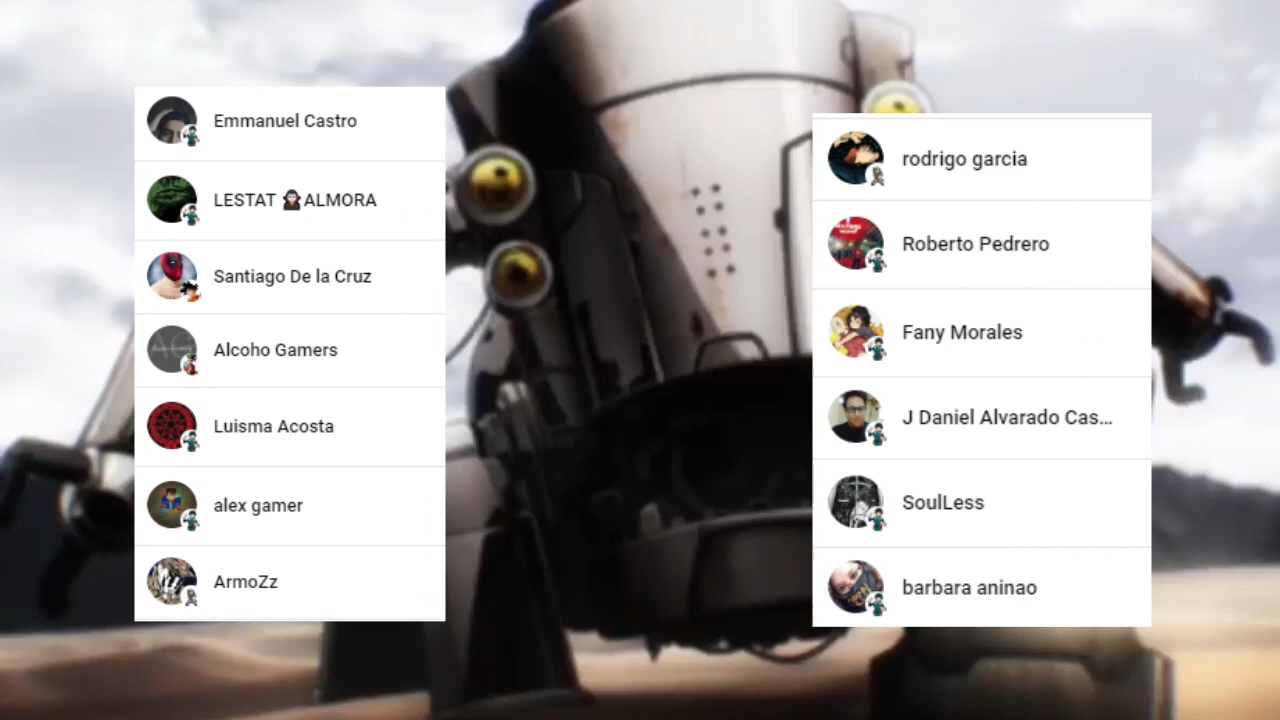 Emmanuel Castro
LESTAT 🧛ALMORA
Santiago De la Cruz
Alcoho Gamers
Luisma Acosta
alex gamer
ArmoZz
rodrigo garcia
Roberto Pedrero
Fany Morales
J Daniel Alvarado Cas...
SoulLess
barbara aninao